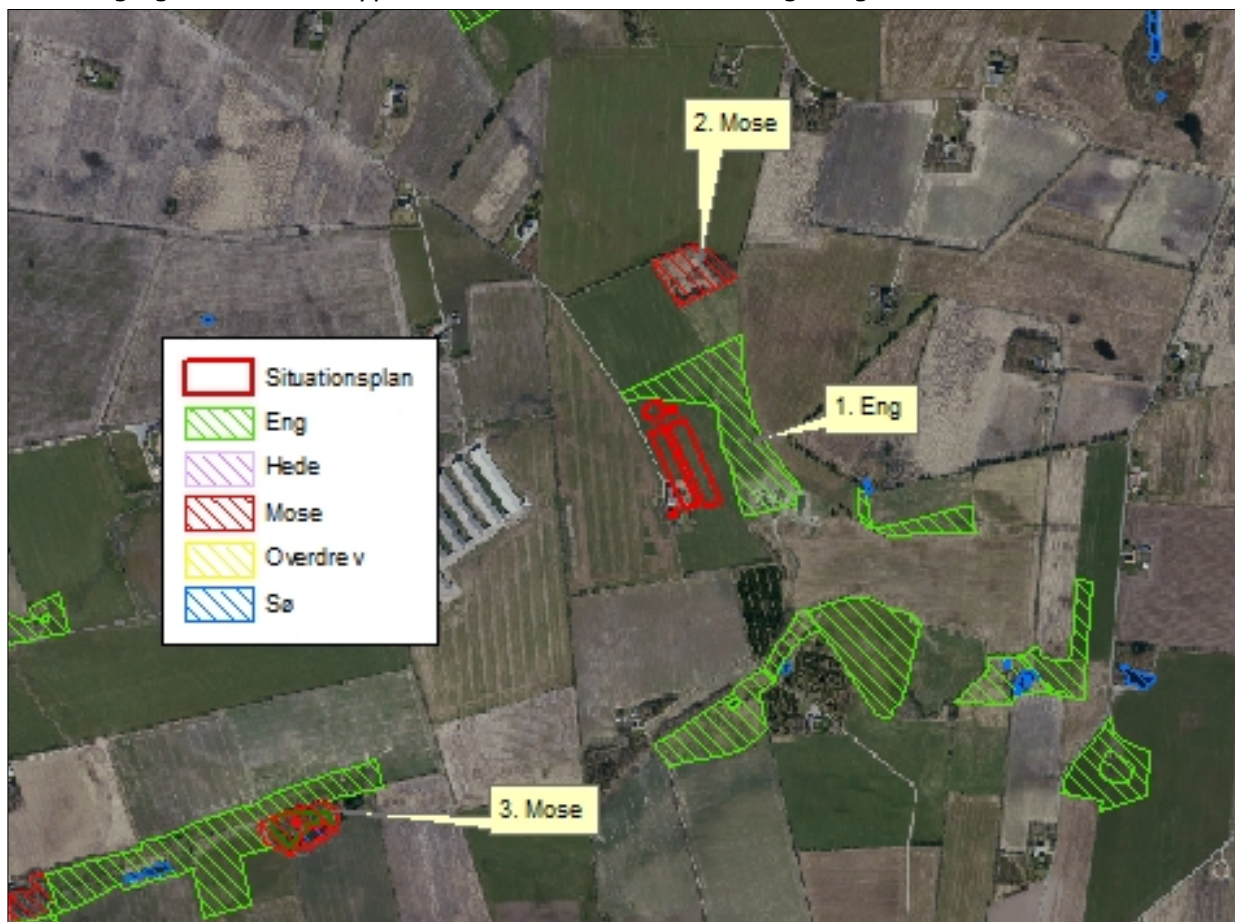 2. Mose
1. Eng
Situationsplan
Eng
Hede
Mose
Overdrev
Sø
3. Mose